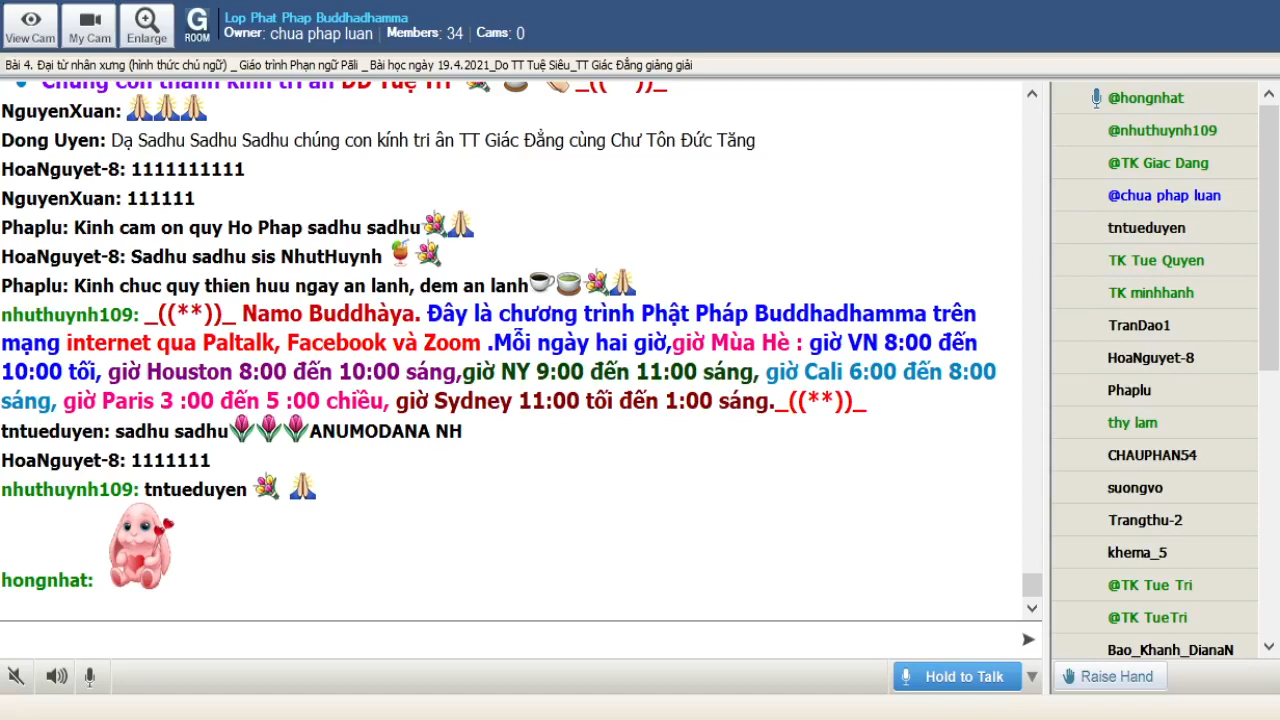 View Cam
My Cam
Enlarge
G
ROOM
Lop Phat Phap Buddhadhamma
Owner: chua phap luan | Members: 34 | Cams: 0
Bài 4. Đại từ nhân xưng (hình thức chủ ngữ) _ Giáo trình Phạn ngữ Pāli _ Bài học ngày 19.4.2021_Do TT Tuệ Siêu_TT Giác Đẳng giảng giải
Chúng con thành kính tri ân ĐĐ Tuệ Trí _((**))_
NguyenXuan:
Dong Uyen: Dạ Sadhu Sadhu Sadhu chúng con kính tri ân TT Giác Đẳng cùng Chư Tôn Đức Tăng
HoaNguyet-8: 1111111111
NguyenXuan: 111111
Phaplu: Kinh cam on quy Ho Phap sadhu sadhu
HoaNguyet-8: Sadhu sadhu sis NhutHuynh
Phaplu: Kinh chuc quy thien huu ngay an lanh, dem an lanh
nhuthuynh109: _((**))_ Namo Buddhàya. Đây là chương trình Phật Pháp Buddhadhamma trên
mạng internet qua Paltalk, Facebook và Zoom .Mỗi ngày hai giờ,giờ Mùa Hè : giờ VN 8:00 đến
10:00 tối, giờ Houston 8:00 đến 10:00 sáng,giờ NY 9:00 đến 11:00 sáng, giờ Cali 6:00 đến 8:00
sáng, giờ Paris 3 :00 đến 5 :00 chiều, giờ Sydney 11:00 tối đến 1:00 sáng._((**))_
tntueduyen: sadhu sadhu ANUMODANA NH
HoaNguyet-8: 1111111
nhuthuynh109: tntueduyen
hongnhat:
@hongnhat
@nhuthuynh109
@TK Giac Dang
@chua phap luan
tntueduyen
TK Tue Quyen
TK minhhanh
TranDao1
HoaNguyet-8
Phaplu
thy lam
CHAUPHAN54
suongvo
Trangthu-2
khema_5
@TK Tue Tri
@TK TueTri
Bao_Khanh_DianaN
Hold to Talk
Raise Hand